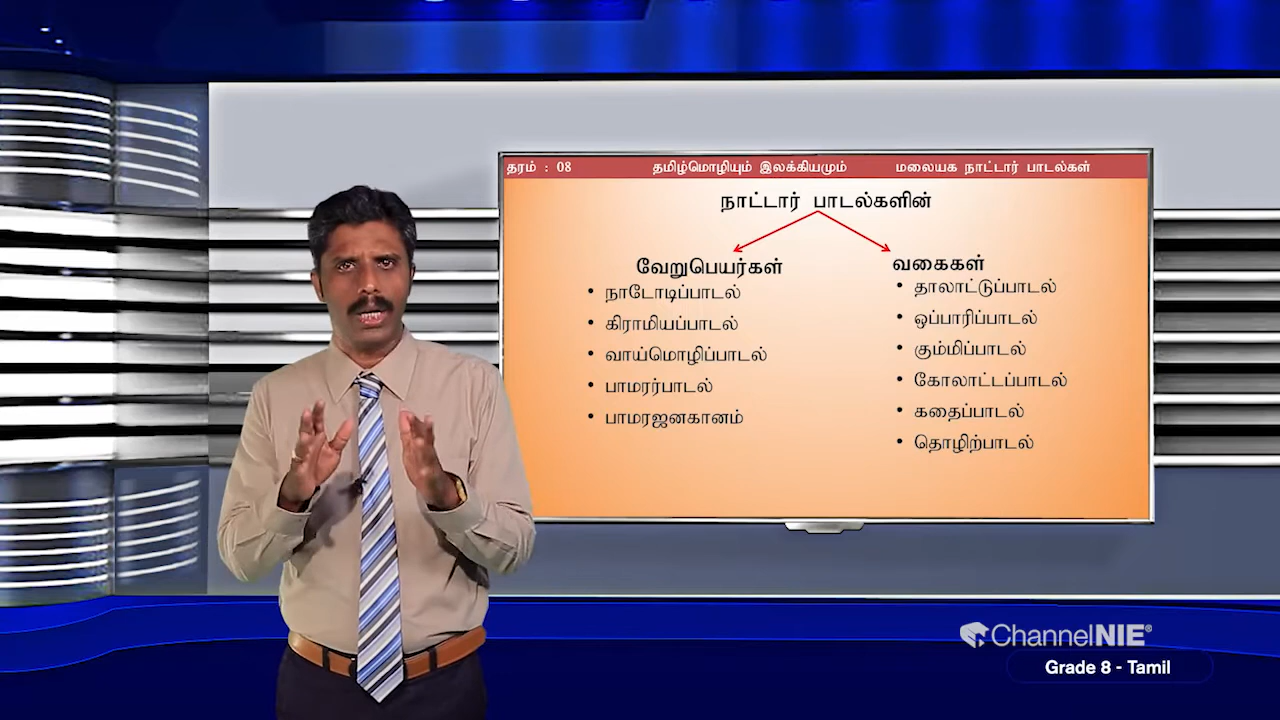 தரம் : 08 தமிழ்மொழியும் இலக்கியமும் மலையக நாட்டார் பாடல்கள்
நாட்டார் பாடல்களின்
வேறுபெயர்கள்
• நாடோடிப்பாடல்
• கிராமியப்பாடல்
• வாய்மொழிப்பாடல்
• பாமரர்பாடல்
• பாமரஜனகானம்
வகைகள்
• தாலாட்டுப்பாடல்
• ஒப்பாரிப்பாடல்
• கும்மிப்பாடல்
• கோலாட்டப்பாடல்
• கதைப்பாடல்
• தொழிற்பாடல்
ChannelNIE®
Grade 8 - Tamil